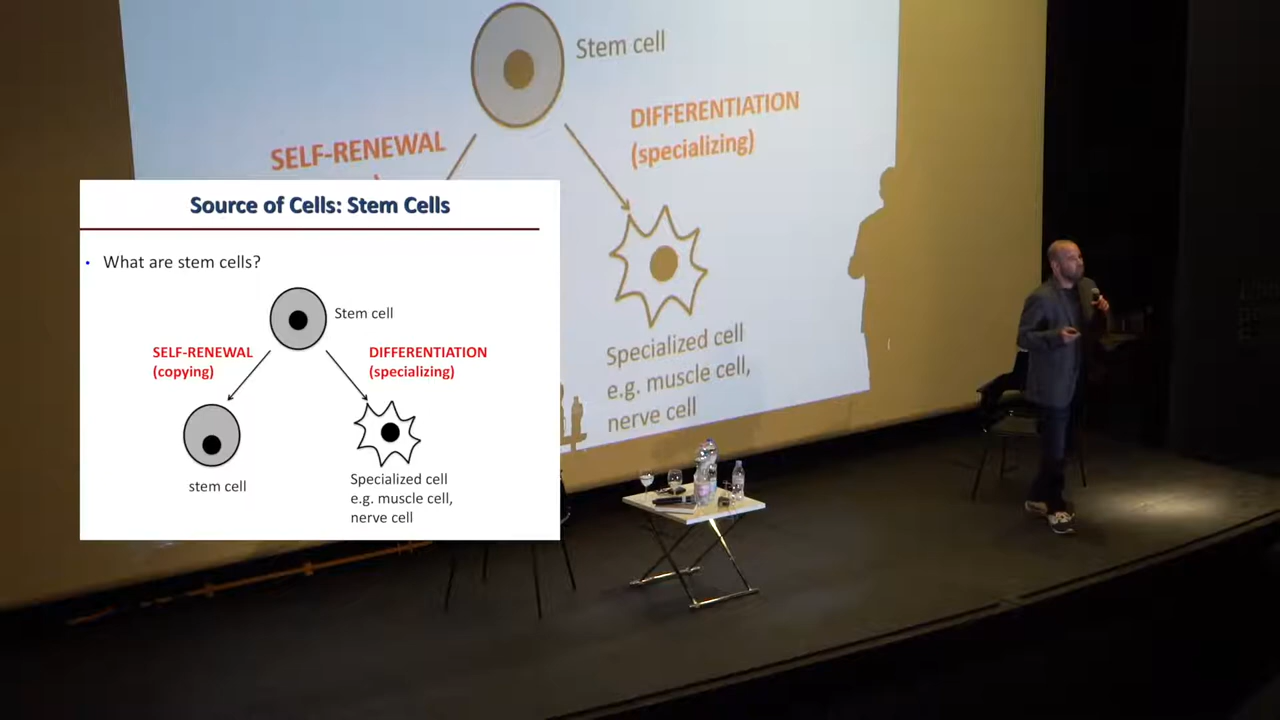 Stem cell
DIFFERENTIATION
(specializing)
SELF-RENEWAL
Specialized cell
e.g. muscle cell,
nerve cell
Source of Cells: Stem Cells
• What are stem cells?
Stem cell
SELF-RENEWAL
(copying)
DIFFERENTIATION
(specializing)
stem cell
Specialized cell
e.g. muscle cell,
nerve cell